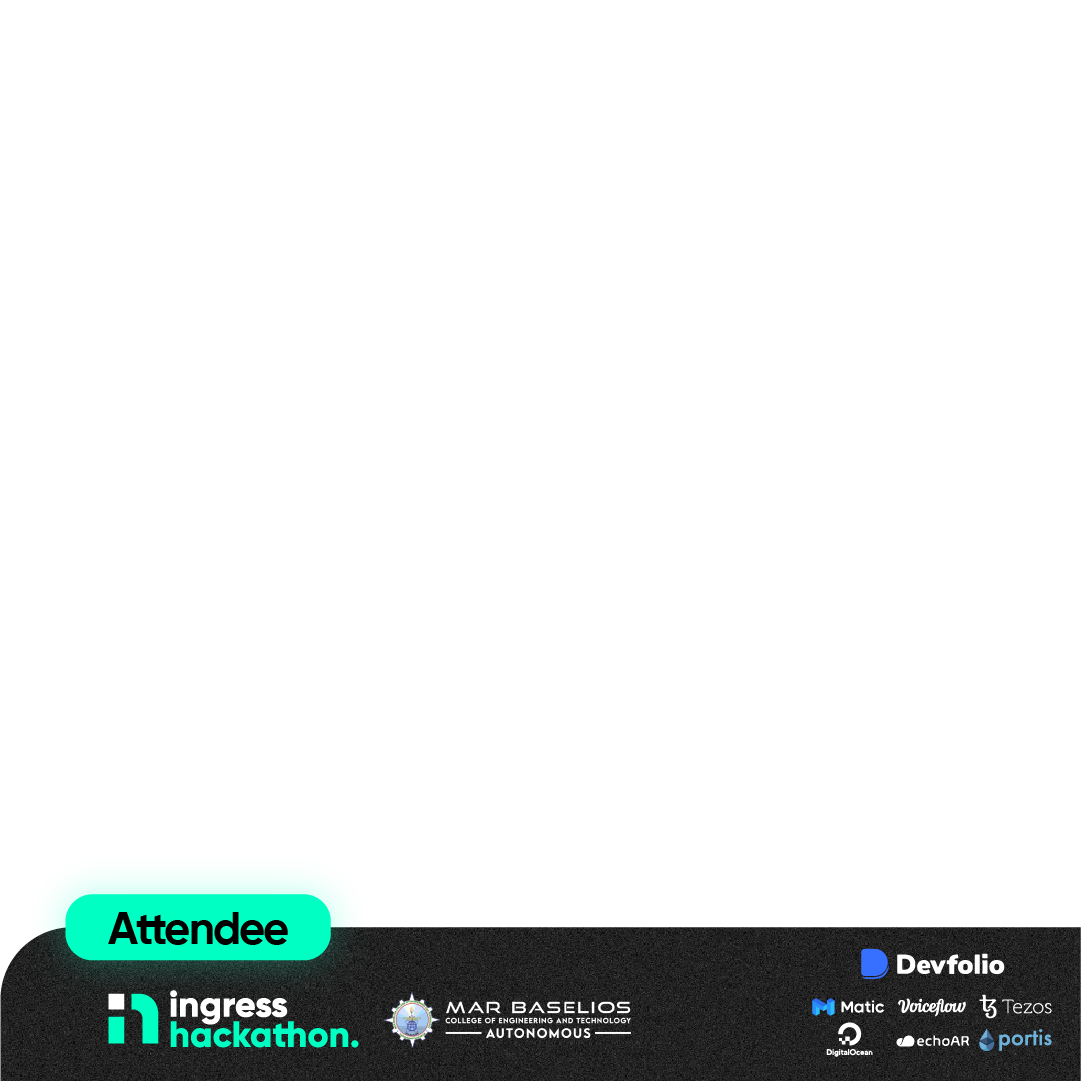 Attendee
ingress
hackathon.
MAR BASELIOS
COLLEGE OF ENGINEERING AND TECHNOLOGY
AUTONOMOUS
Devfolio
Matic
Voiceflow
Tezos
DigitalOcean
echoAR
portis